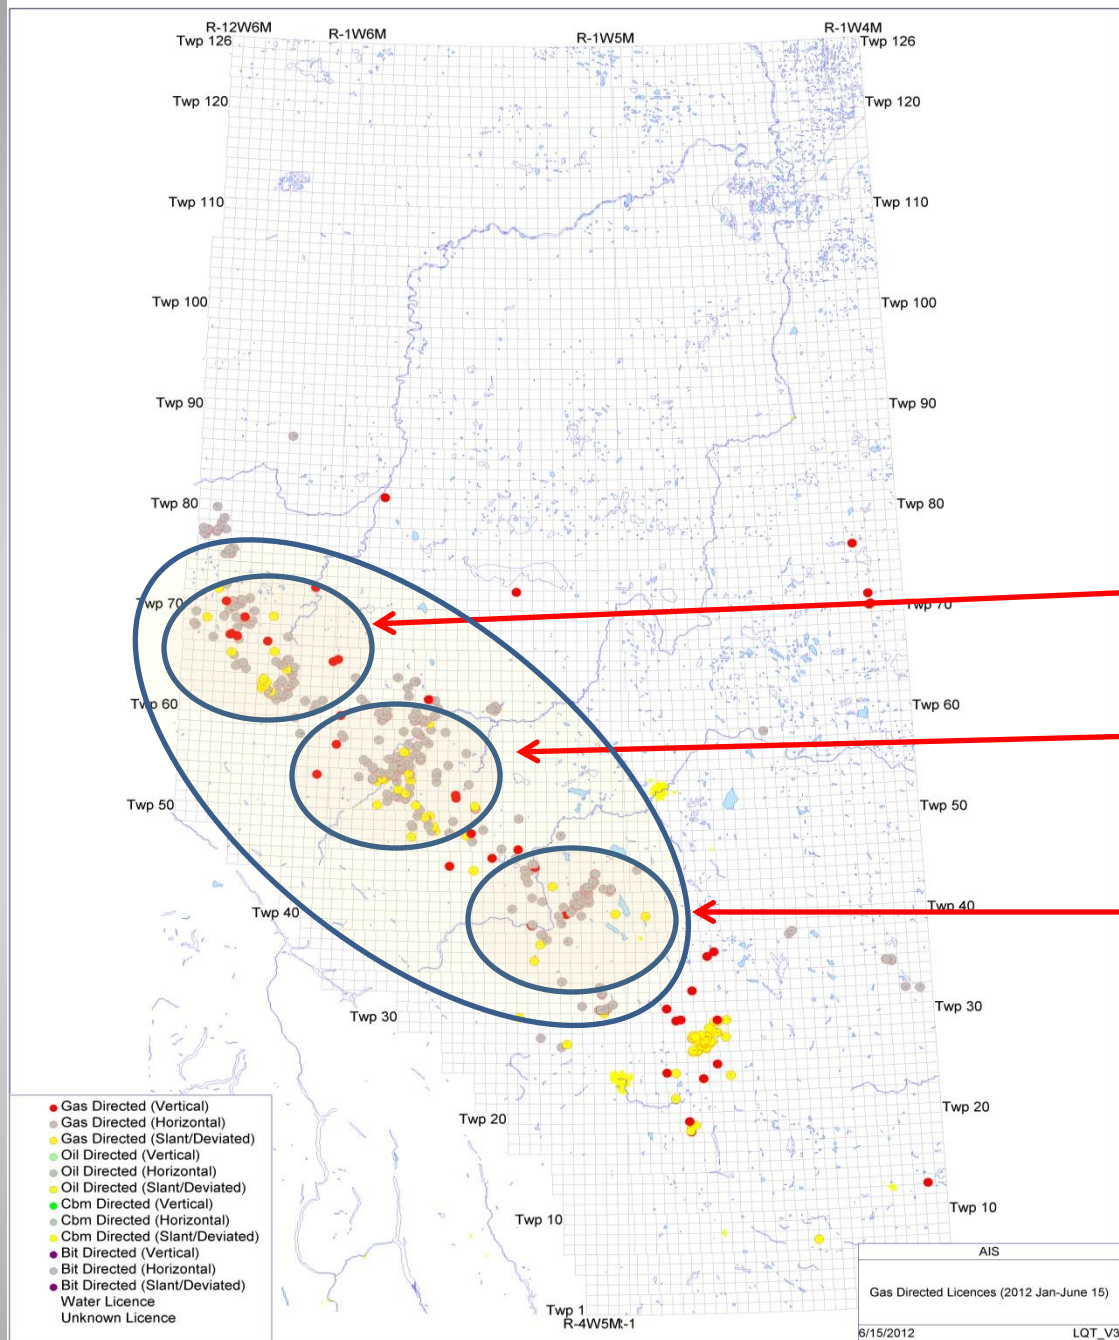 R-12W6M
R-1W6M
R-1W5M
R-1W4M
Twp 126
Twp 126
Twp 120
Twp 120
Twp 110
Twp 110
Twp 100
Twp 100
Twp 90
Twp 90
Twp 80
Twp 80
Twp 70
Twp 70
Twp 60
Twp 60
Twp 50
Twp 50
Twp 40
Twp 40
Twp 30
Twp 30
Twp 20
Twp 20
Twp 10
Twp 10
Twp 1
R-4W5M
Gas Directed (Vertical)
Gas Directed (Horizontal)
Gas Directed (Slant/Deviated)
Oil Directed (Vertical)
Oil Directed (Horizontal)
Oil Directed (Slant/Deviated)
Cbm Directed (Vertical)
Cbm Directed (Horizontal)
Cbm Directed (Slant/Deviated)
Bit Directed (Vertical)
Bit Directed (Horizontal)
Bit Directed (Slant/Deviated)
Water Licence
Unknown Licence
AIS
Gas Directed Licences (2012 Jan-June 15)
6/15/2012 LQT_V3